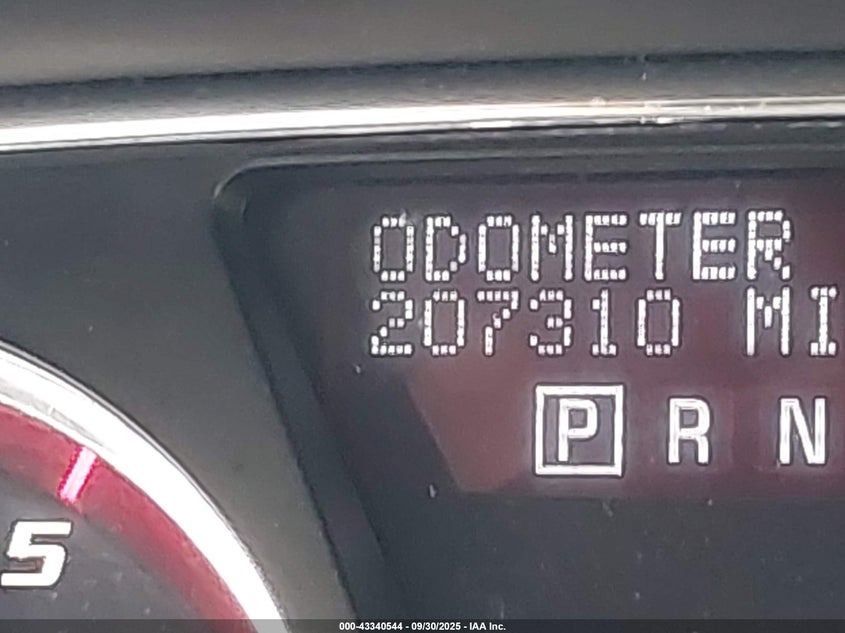 ODOMETER
207310 MI
P R N
5
000-43340544 - 09/30/2025 - IAA Inc.